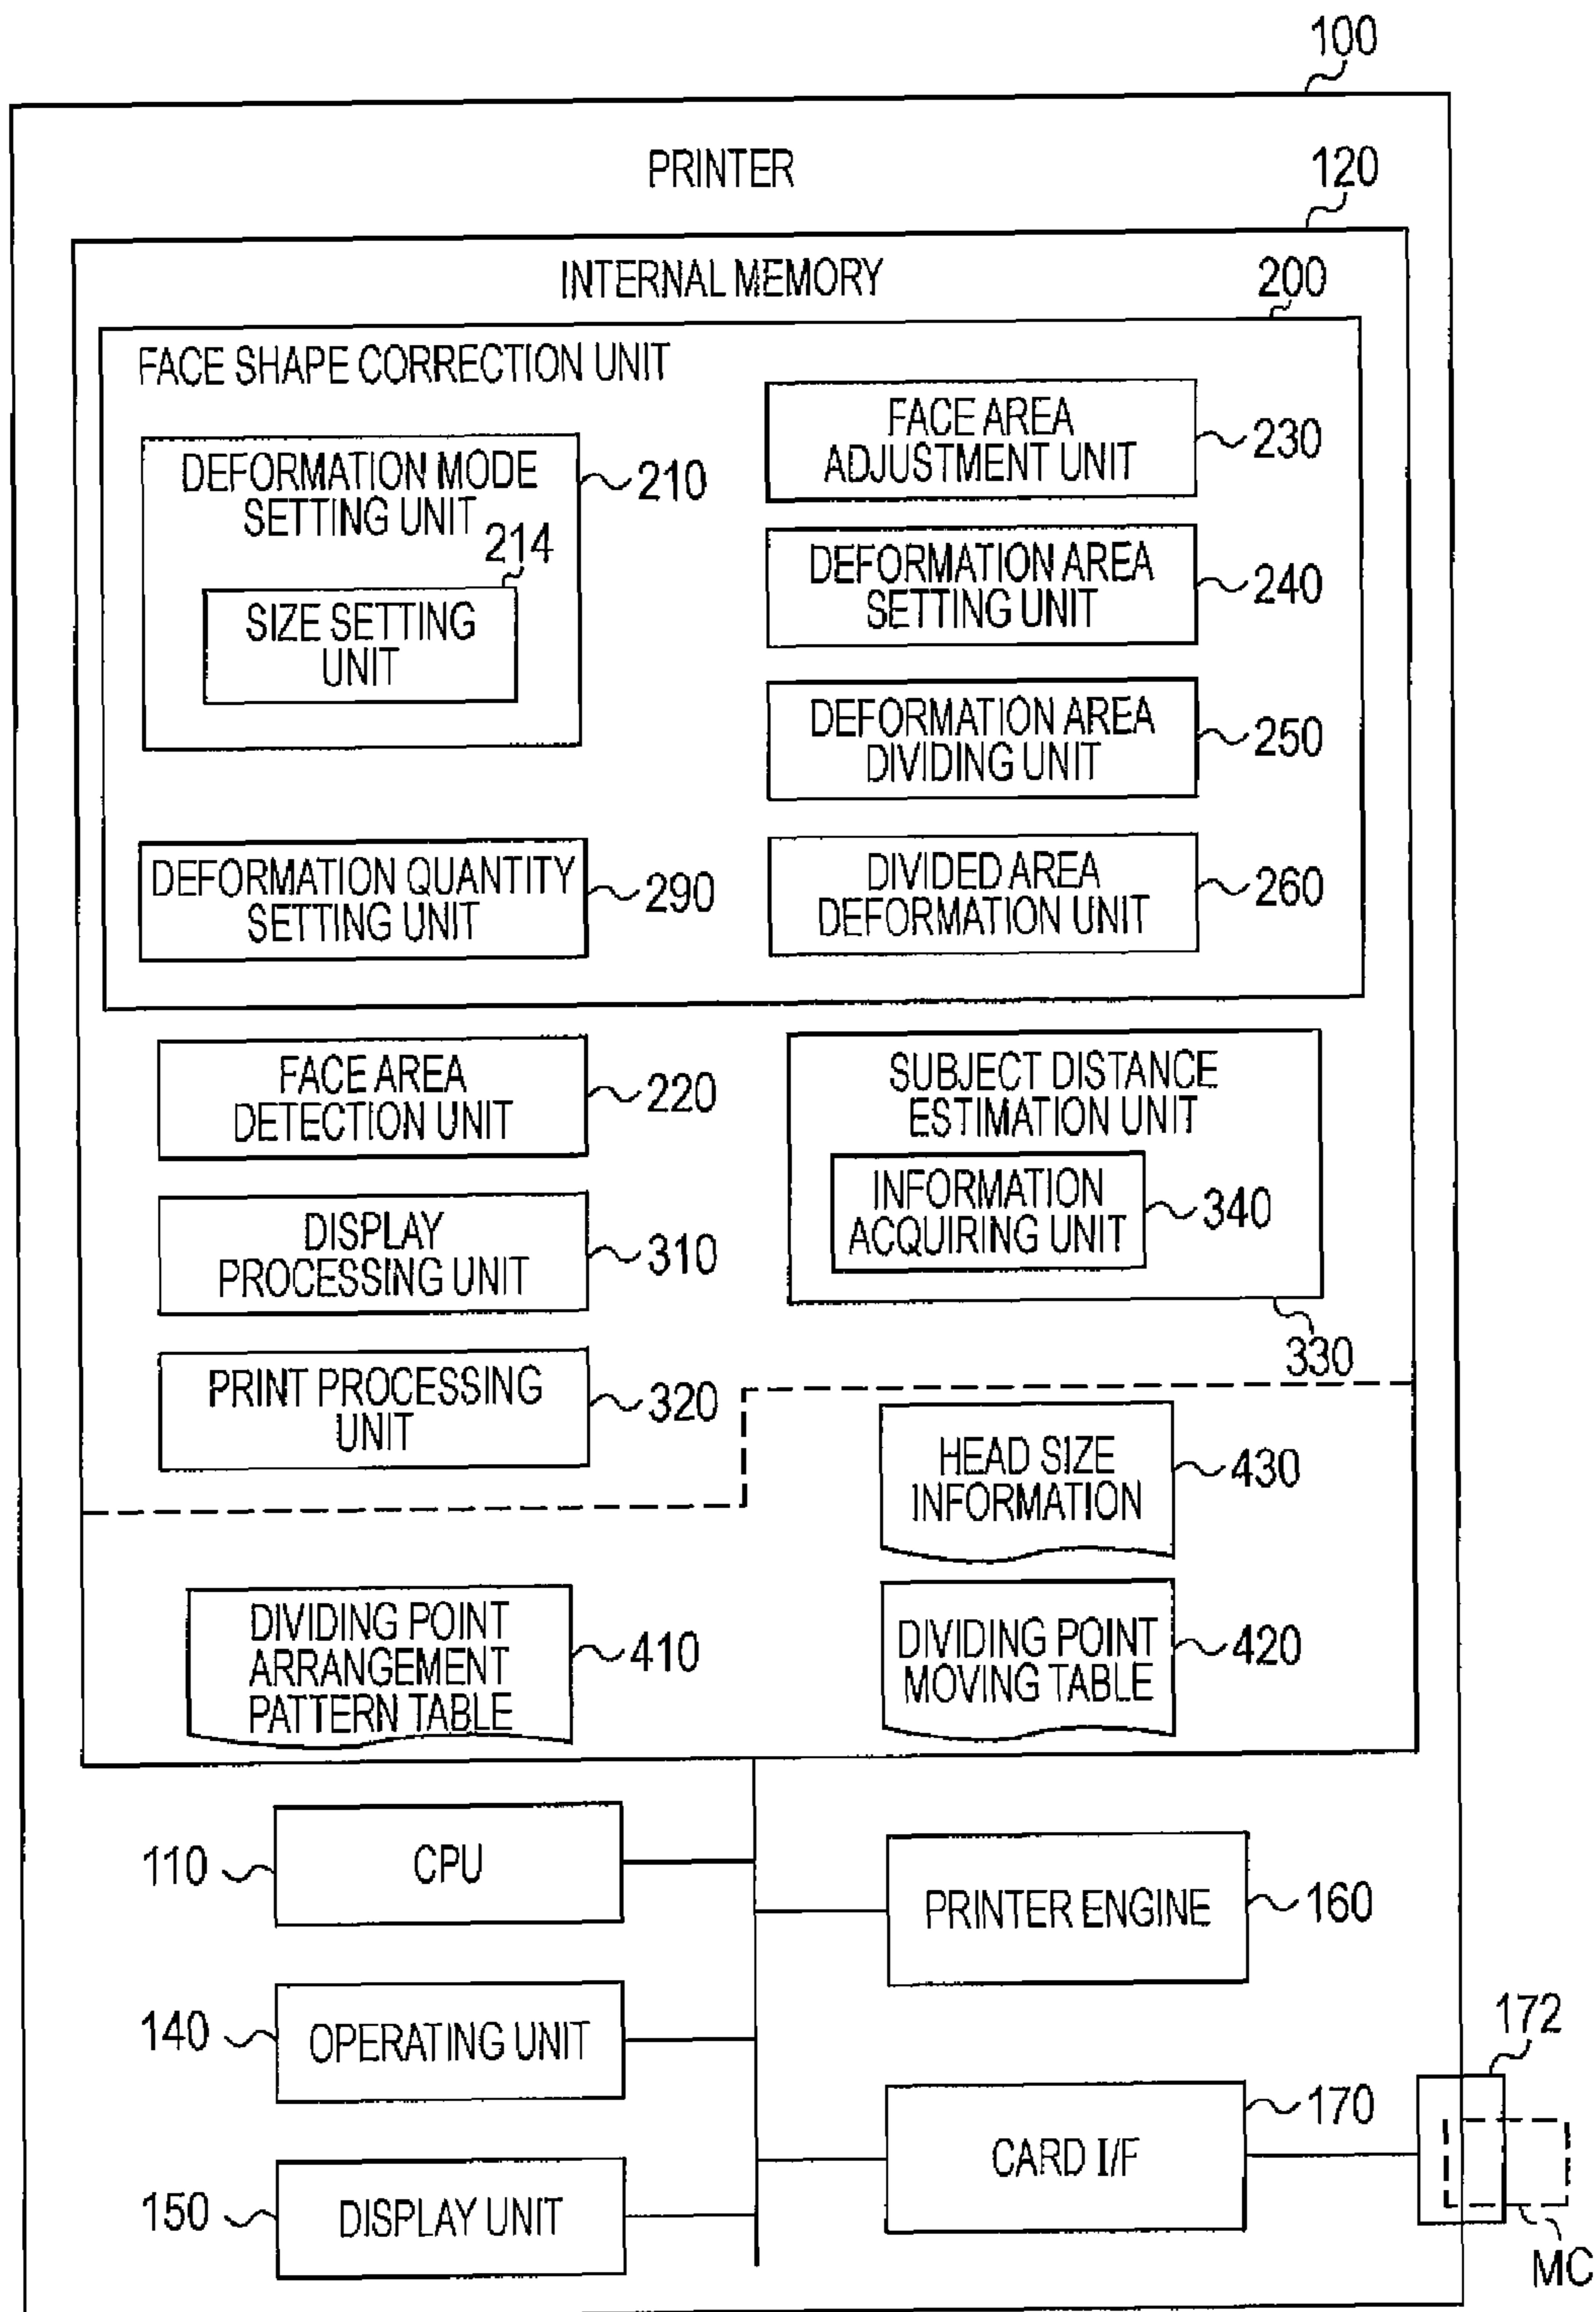 100
PRINTER
120
INTERNAL MEMORY
200
FACE SHAPE CORRECTION UNIT
DEFORMATION MODE
SETTING UNIT
210
214
SIZE SETTING
UNIT
FACE AREA
ADJUSTMENT UNIT
230
DEFORMATION AREA
SETTING UNIT
240
DEFORMATION AREA
DIVIDING UNIT
250
DEFORMATION QUANTITY
SETTING UNIT
290
DIVIDED AREA
DEFORMATION UNIT
260
FACE AREA
DETECTION UNIT
220
SUBJECT DISTANCE
ESTIMATION UNIT
INFORMATION
ACQUIRING UNIT
340
330
DISPLAY
PROCESSING UNIT
310
PRINT PROCESSING
UNIT
320
HEAD SIZE
INFORMATION
430
DIVIDING POINT
ARRANGEMENT
PATTERN TABLE
410
DIVIDING POINT
MOVING TABLE
420
110
CPU
PRINTER ENGINE
160
140
OPERATING UNIT
172
170
CARD I/F
150
DISPLAY UNIT
MC